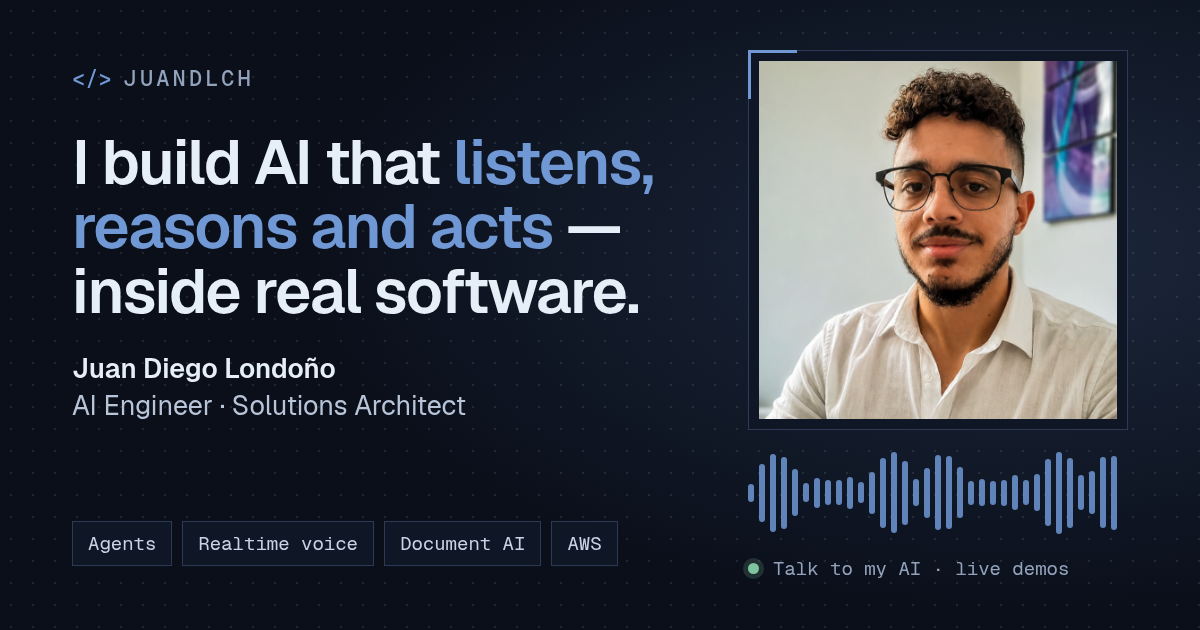 </> JUANDLCH
I build AI that listens,
reasons and acts —
inside real software.
Juan Diego Londoño
AI Engineer · Solutions Architect
Agents
Realtime voice
Document AI
AWS
Talk to my AI · live demos